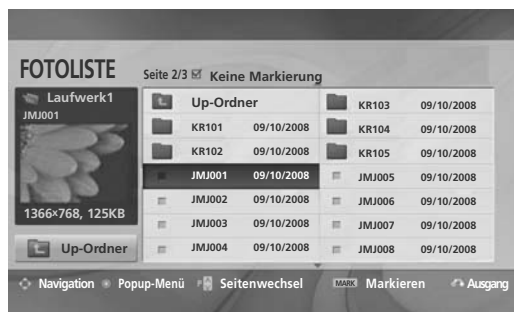 FOTOLISTE
Seite 2/3 Keine Markierung
Laufwerk1
JMJ001
1366×768, 125KB
Up-Ordner
Up-Ordner
KR101 09/10/2008
KR102 09/10/2008
JMJ001 09/10/2008
JMJ002 09/10/2008
JMJ003 09/10/2008
JMJ004 09/10/2008
KR103 09/10/2008
KR104 09/10/2008
KR105 09/10/2008
JMJ005 09/10/2008
JMJ006 09/10/2008
JMJ007 09/10/2008
JMJ008 09/10/2008
Navigation Popup-Menü Seitenwechsel MARK Markieren Ausgang